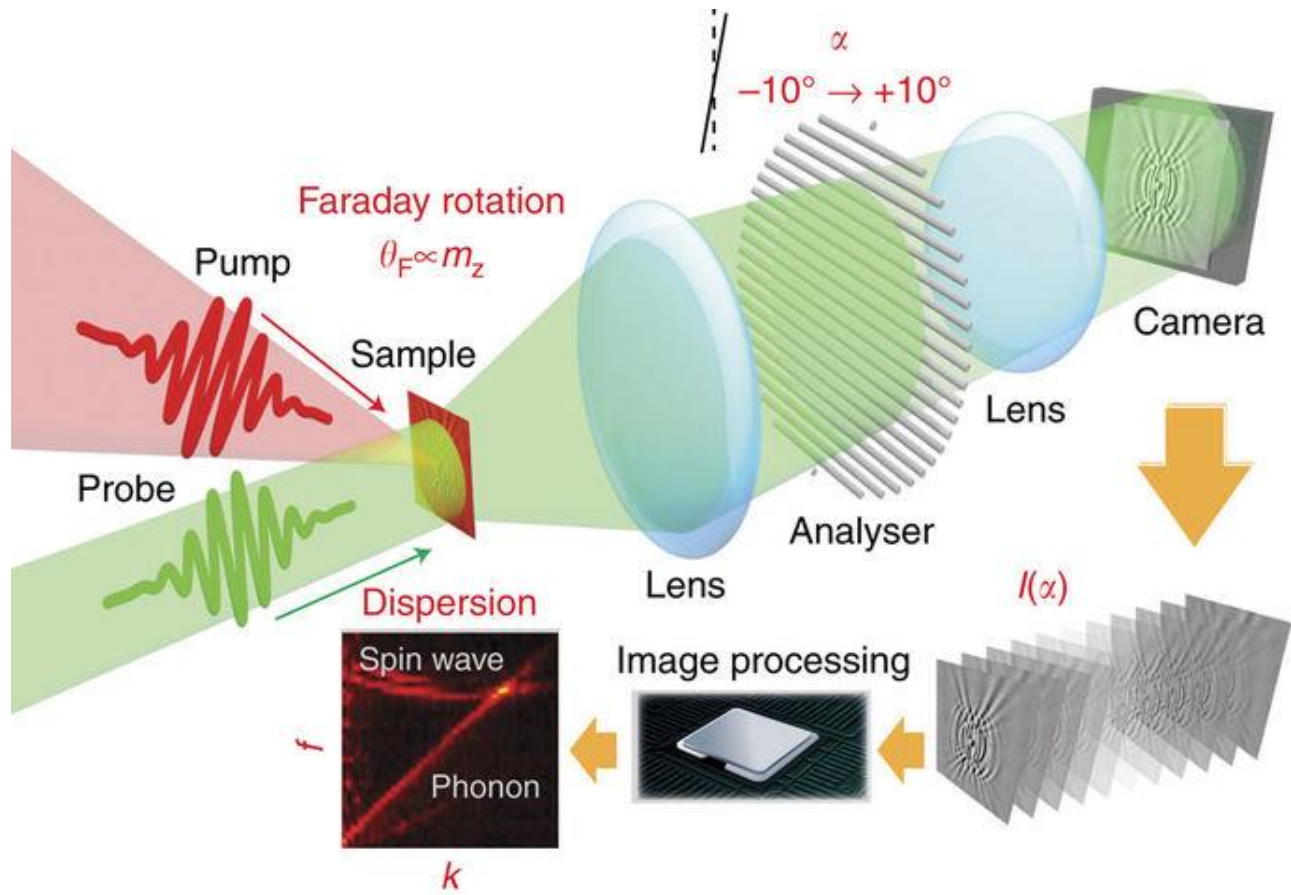 α
−10° → +10°
Faraday rotation
θF∝mz
Pump
Sample
Probe
Camera
Lens
Analyser
Lens
I(α)
Dispersion
Spin wave
Phonon
f
k
Image processing